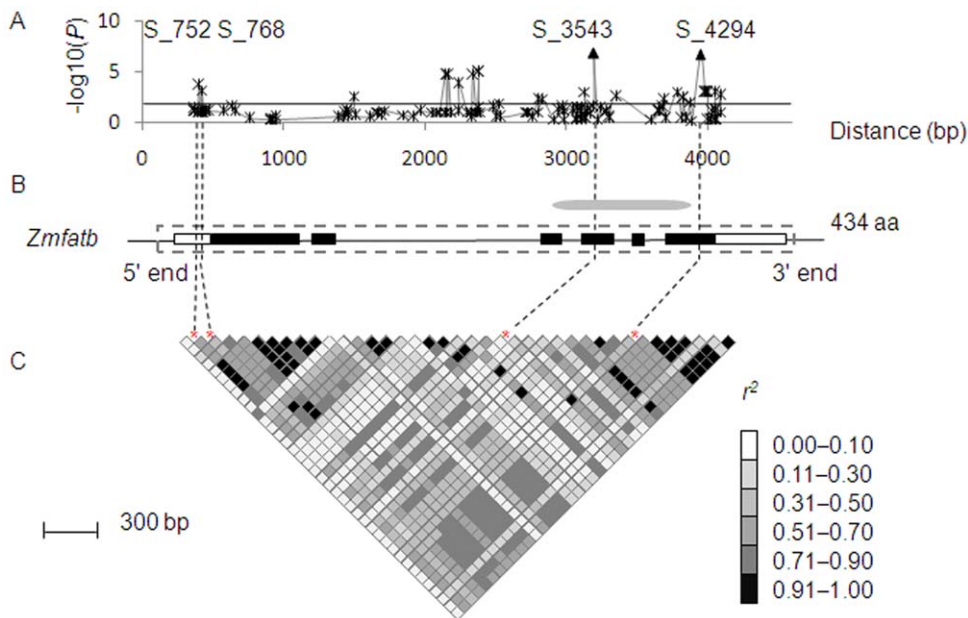 A
-log10(P)
10
5
0
S_752 S_768
S_3543
S_4294
0 1000 2000 3000 4000
Distance (bp)
B
Zmfatb
434 aa
5' end
3' end
C
300 bp
r²
0.00–0.10
0.11–0.30
0.31–0.50
0.51–0.70
0.71–0.90
0.91–1.00